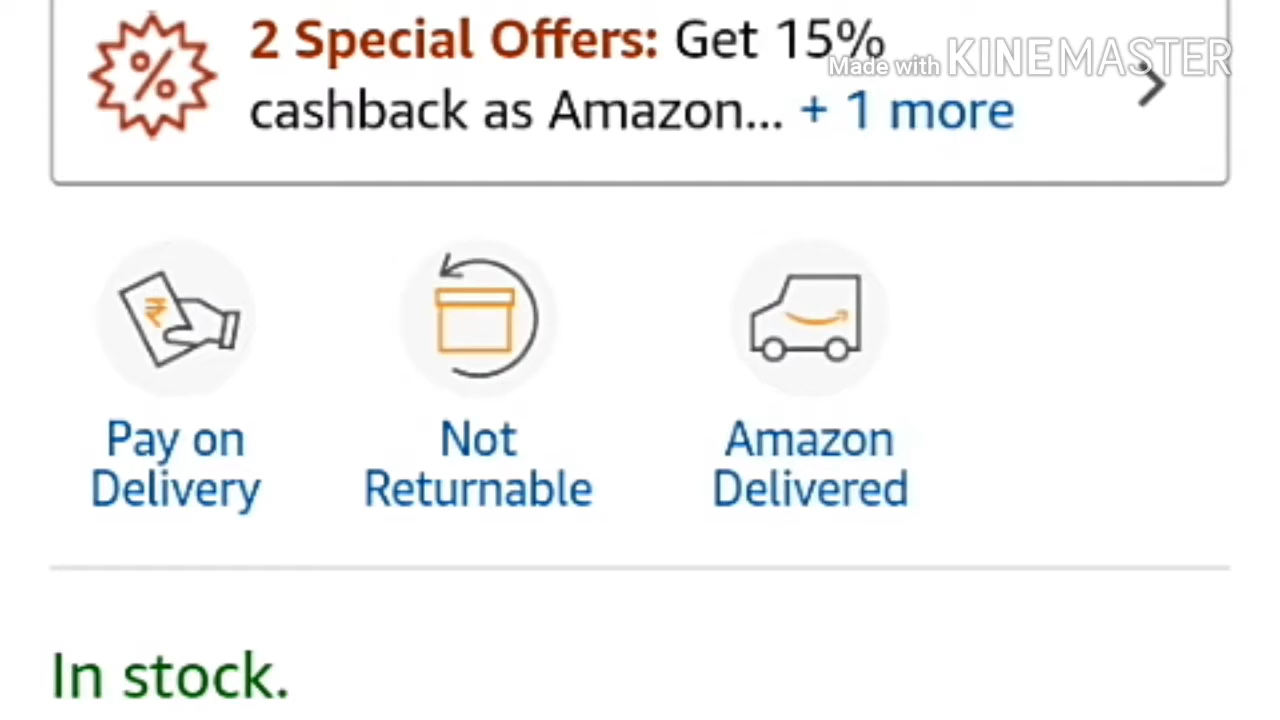 2 Special Offers: Get 15%
Made with KINEMASTER
cashback as Amazon... + 1 more
₹
Pay on
Delivery
Not
Returnable
Amazon
Delivered
In stock.